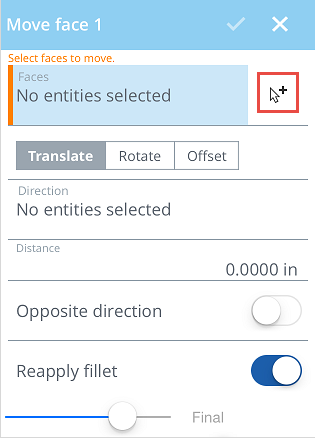 Move face 1
Select faces to move.
Faces
No entities selected
Translate Rotate Offset
Direction
No entities selected
Distance
0.0000 in
Opposite direction
Reapply fillet
Final